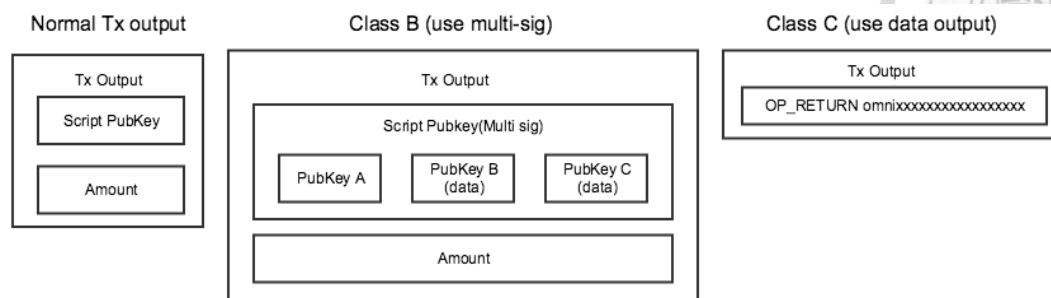 Normal Tx output
Tx Output
Script PubKey
Amount
Class B (use multi-sig)
Tx Output
Script Pubkey(Multi sig)
PubKey A
PubKey B
(data)
PubKey C
(data)
Amount
Class C (use data output)
Tx Output
OP_RETURN omnixxxxxxxxxxxxxxxxx